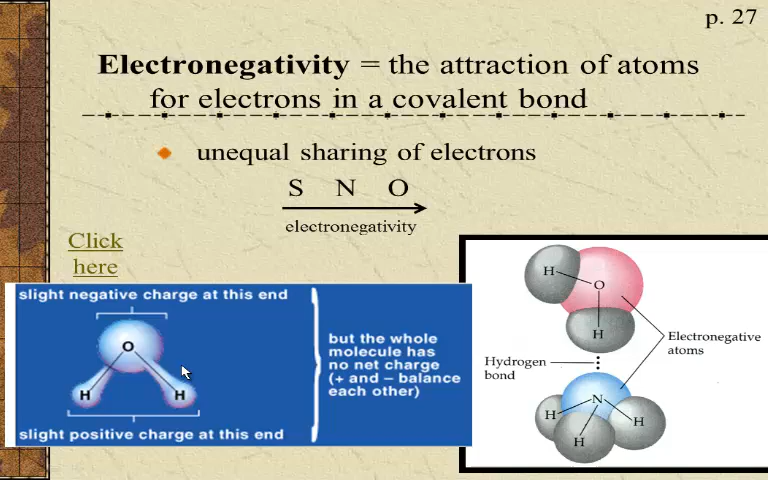 p. 27
Electronegativity = the attraction of atoms
for electrons in a covalent bond
unequal sharing of electrons
S N O
electronegativity
Click
here
slight negative charge at this end
O
H H
slight positive charge at this end
but the whole
molecule has
no net charge
(+ and – balance
each other)
H
O
H
Electronegative
atoms
Hydrogen
bond
N
H
H
H